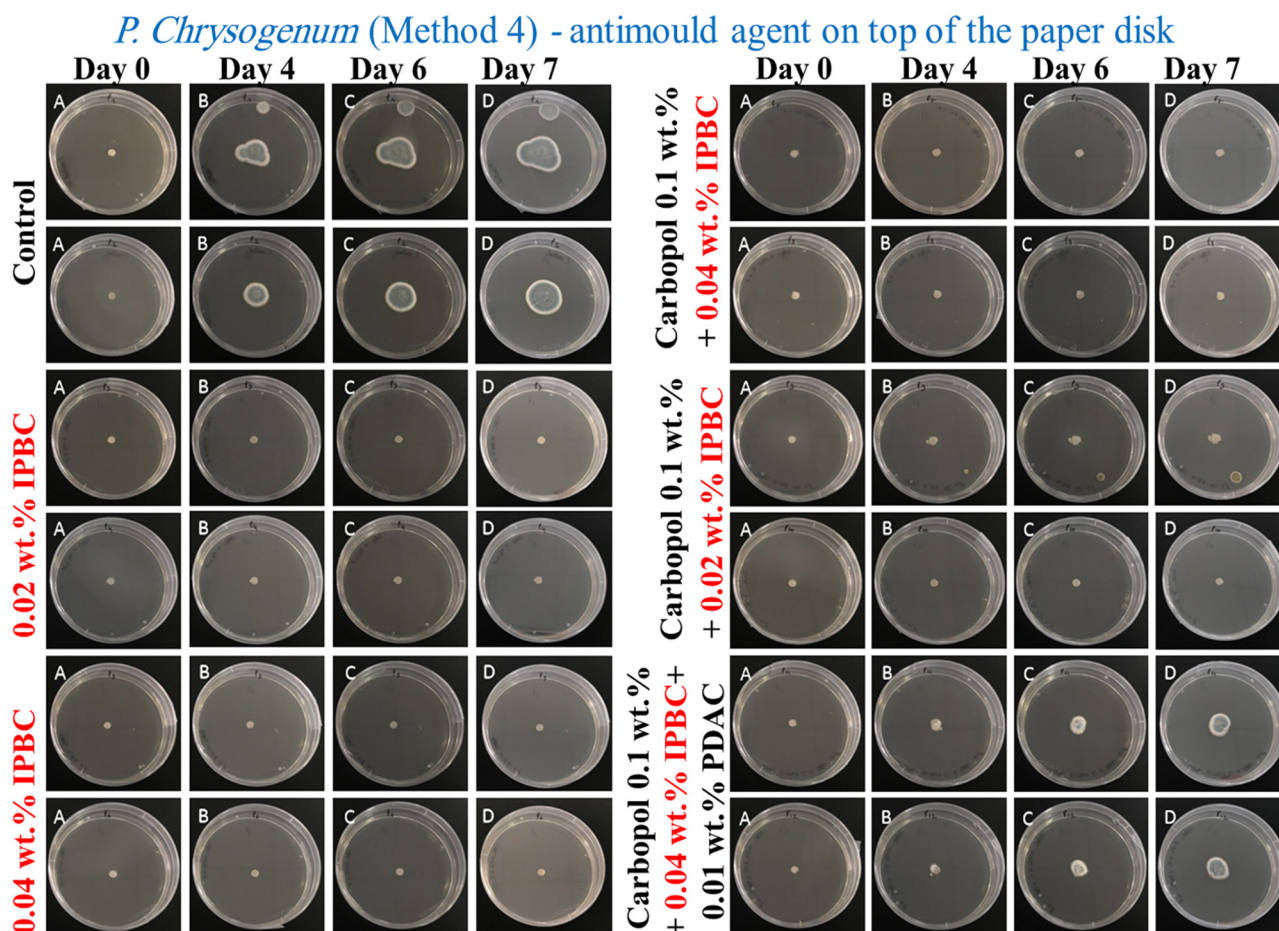 P. Chrysogenum (Method 4) - antimould agent on top of the paper disk
Day 0 Day 4 Day 6 Day 7
Control
A B C D
A B C D
0.02 wt.% IPBC
A B C D
A B C D
0.04 wt.% IPBC
A B C D
A B C D
Day 0 Day 4 Day 6 Day 7
Carbopol 0.1 wt.%
+ 0.04 wt.% IPBC
A B C D
A B C D
Carbopol 0.1 wt.%
+ 0.02 wt.% IPBC
A B C D
A B C D
Carbopol 0.1 wt.%
+ 0.04 wt.% IPBC+
0.01 wt.% PDAC
A B C D
A B C D